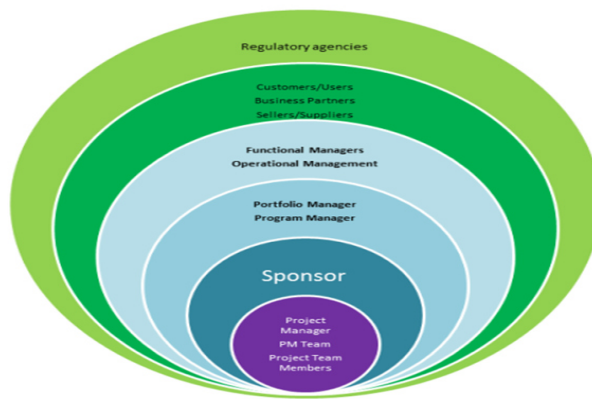 Regulatory agencies
Customers/Users
Business Partners
Sellers/Suppliers
Functional Managers
Operational Management
Portfolio Manager
Program Manager
Sponsor
Project
Manager
PM Team
Project Team
Members